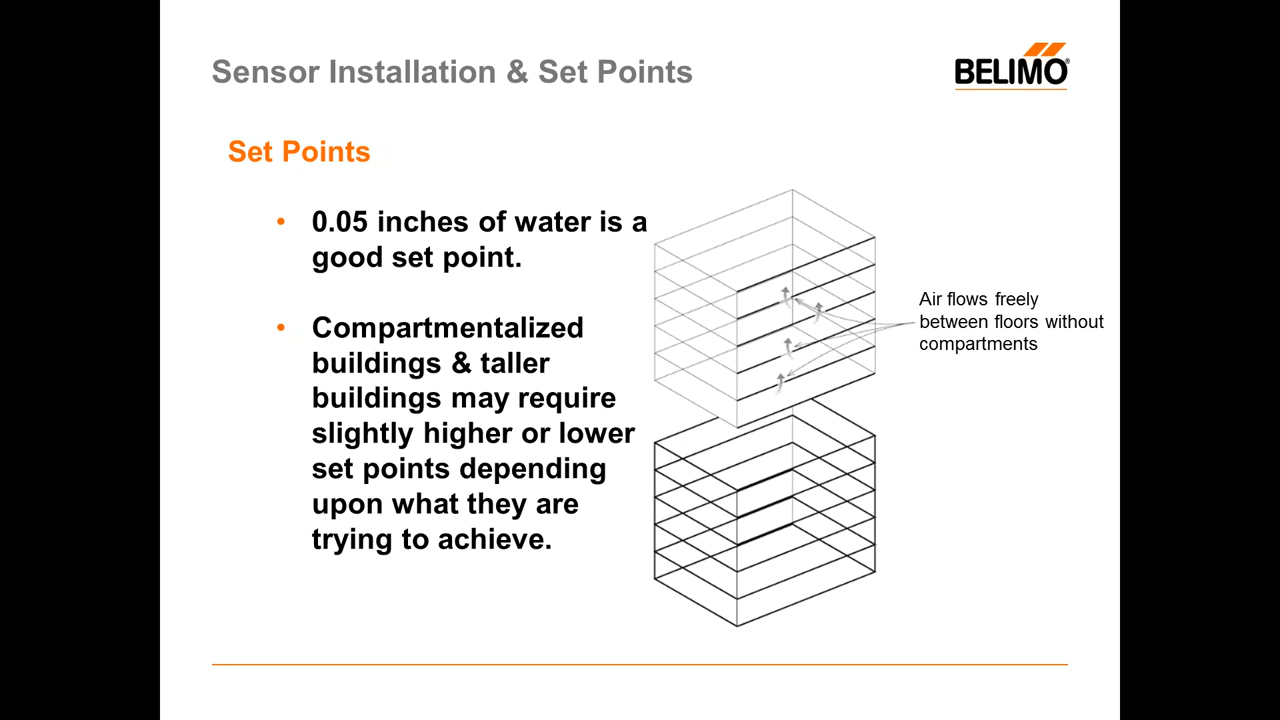 Sensor Installation & Set Points
BELIMO®
Set Points
• 0.05 inches of water is a
good set point.
• Compartmentalized
buildings & taller
buildings may require
slightly higher or lower
set points depending
upon what they are
trying to achieve.
Air flows freely
between floors without
compartments